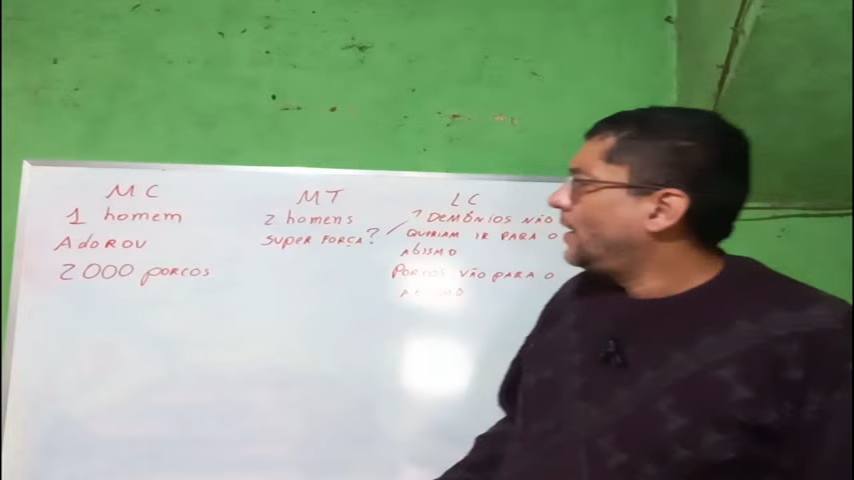 MC
1 homem
Adorou
2000 porcos
MT
2 homens
super força?
LC
? DEMÔNIOS NÃO
QUERIAM IR PARA O
ABISMO
PORCOS VÃO PARA O